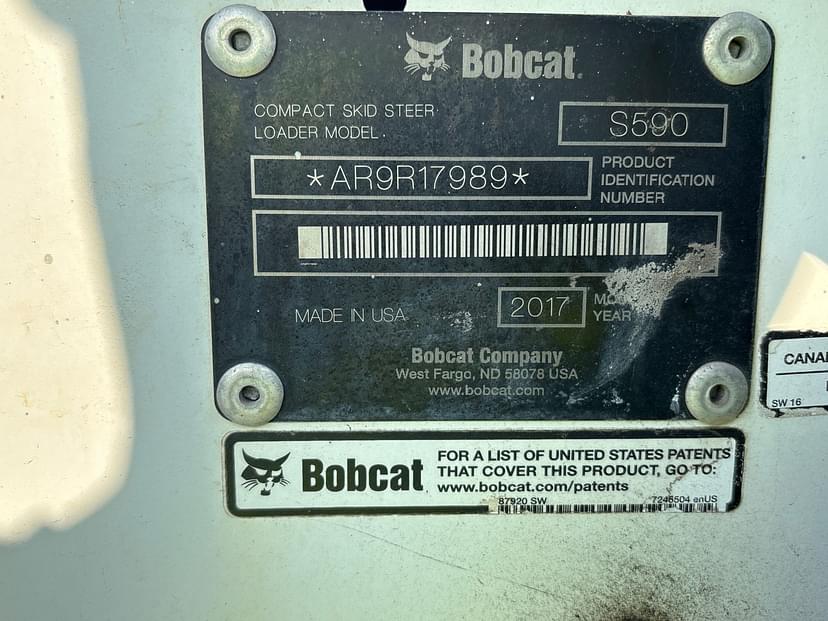 Bobcat.
COMPACT SKID STEER
LOADER MODEL
S590
*AR9R17989*
PRODUCT
IDENTIFICATION
NUMBER
MADE IN USA
2017
YEAR
Bobcat Company
West Fargo, ND 58078 USA
www.bobcat.com
Bobcat
FOR A LIST OF UNITED STATES PATENTS
THAT COVER THIS PRODUCT, GO TO:
www.bobcat.com/patents
87920 SW
7246504 enUS
CANA
SW 16